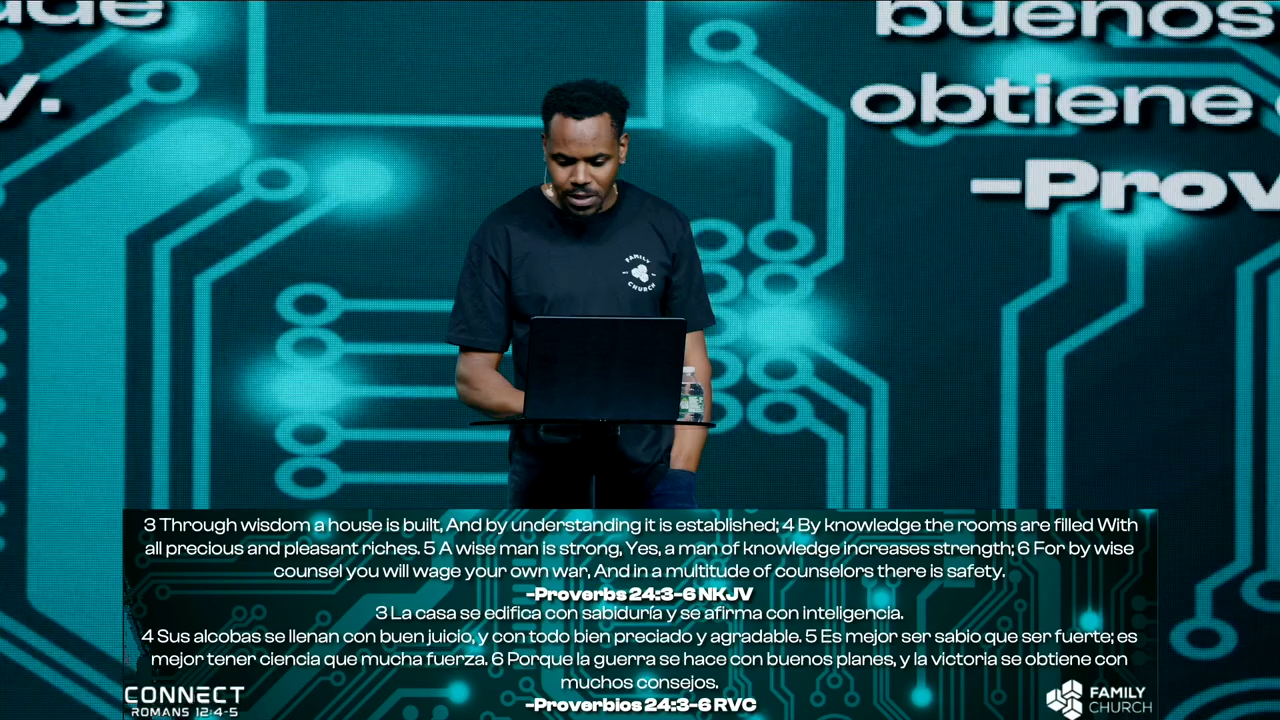 buenos
obtiene
-Prov
FAMILY
CHURCH
3 Through wisdom a house is built, And by understanding it is established; 4 By knowledge the rooms are filled With
all precious and pleasant riches. 5 A wise man is strong, Yes, a man of knowledge increases strength; 6 For by wise
counsel you will wage your own war, And in a multitude of counselors there is safety.
-Proverbs 24:3-6 NKJV
3 La casa se edifica con sabiduría y se afirma con inteligencia.
4 Sus alcobas se llenan con buen juicio, y con todo bien preciado y agradable. 5 Es mejor ser sabio que ser fuerte; es
mejor tener ciencia que mucha fuerza. 6 Porque la guerra se hace con buenos planes, y la victoria se obtiene con
muchos consejos.
-Proverbios 24:3-6 RVC
CONNECT
ROMANS 12:4-5
FAMILY
CHURCH